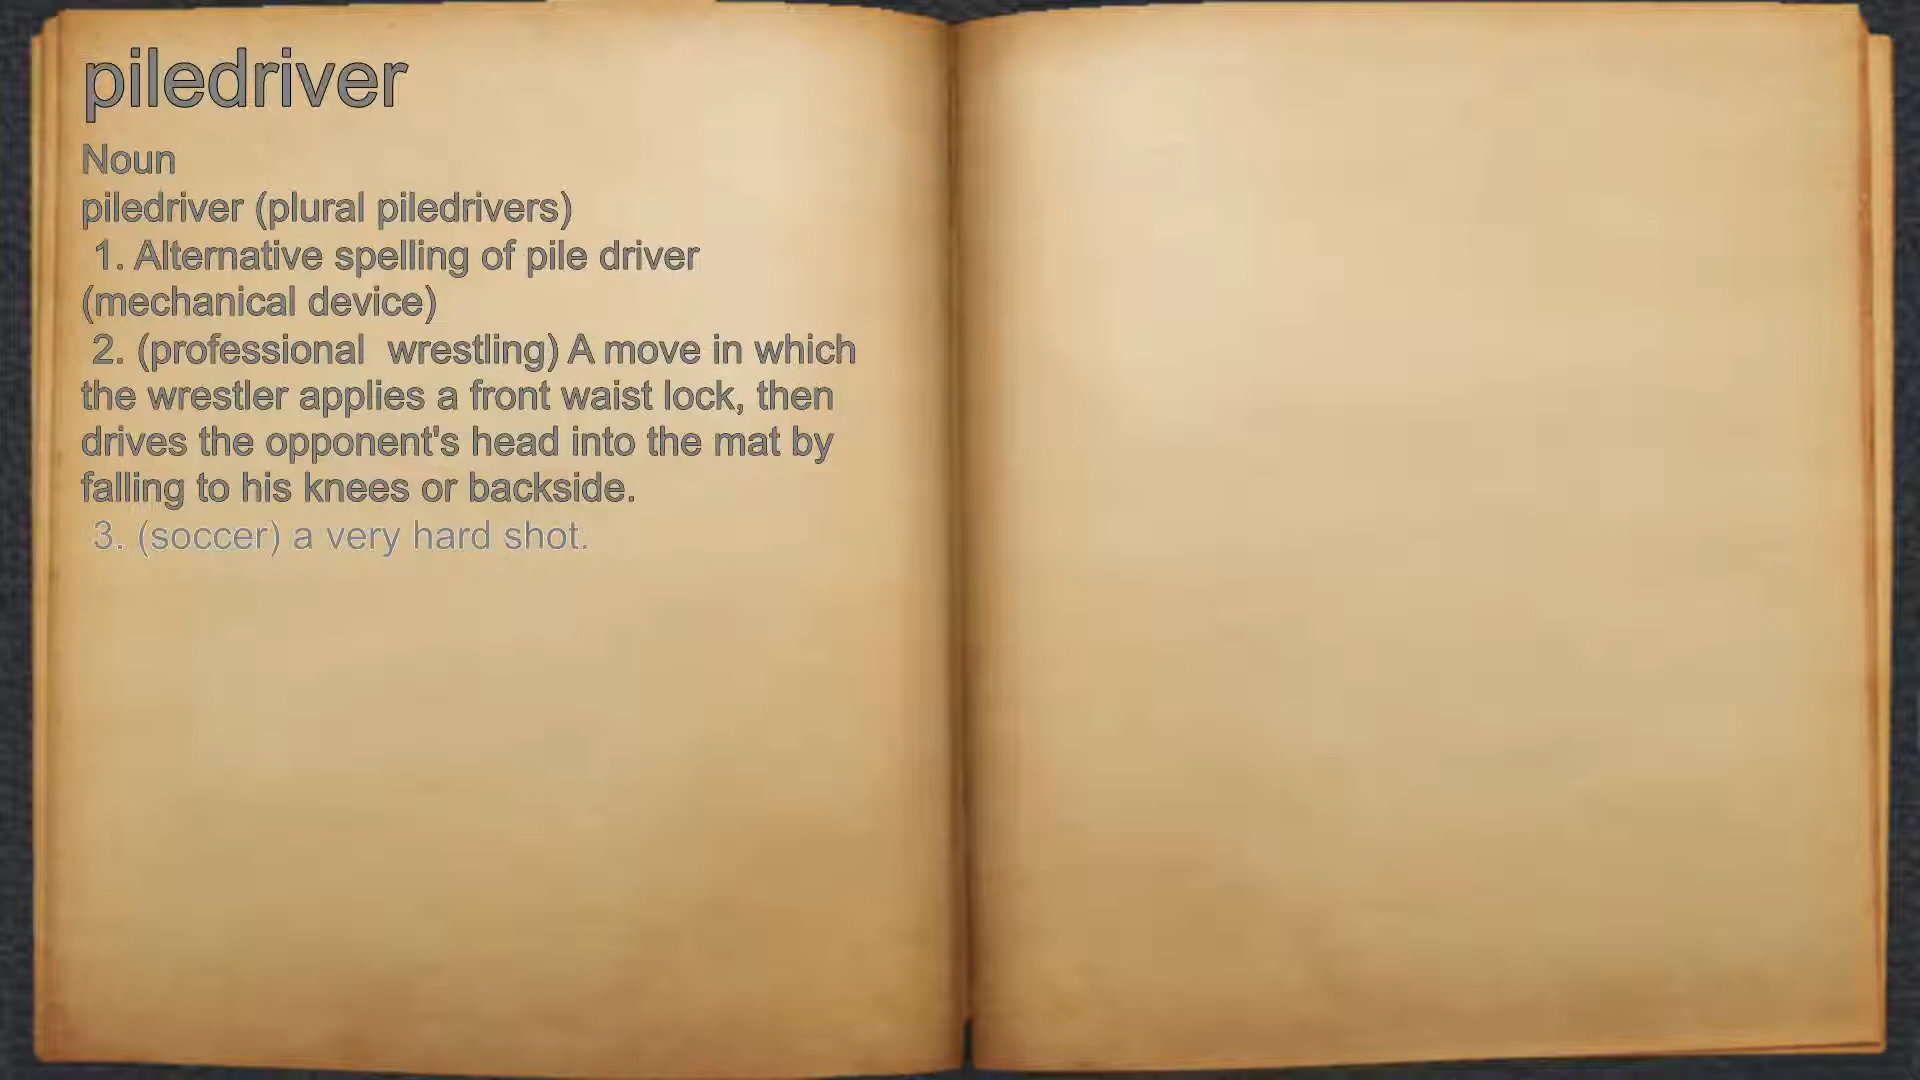 piledriver
Noun
piledriver (plural piledrivers)
1. Alternative spelling of pile driver
(mechanical device)
2. (professional  wrestling) A move in which
the wrestler applies a front waist lock, then
drives the opponent's head into the mat by
falling to his knees or backside.
3. (soccer) a very hard shot.